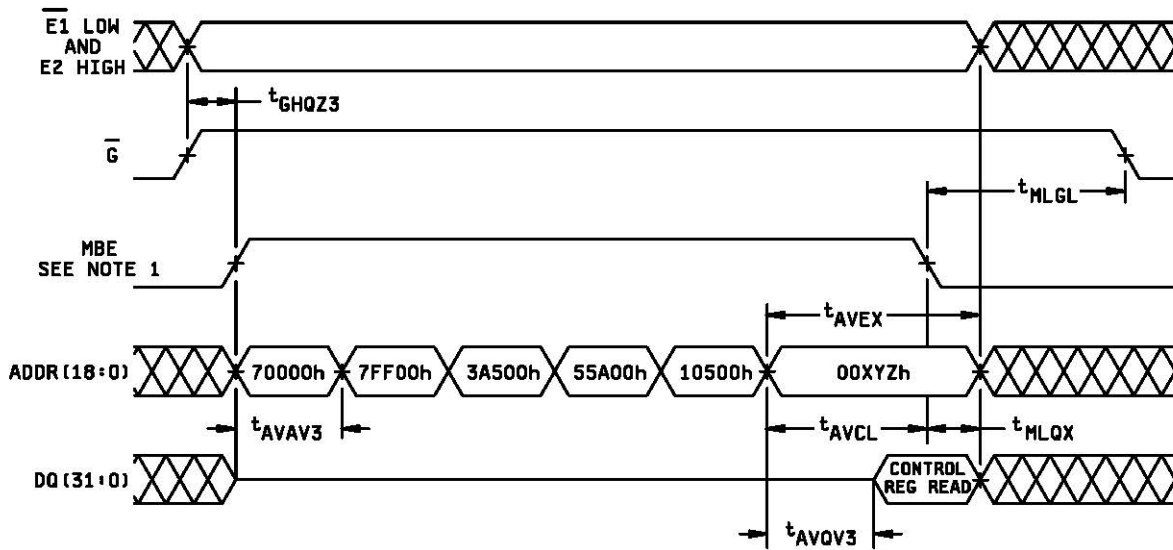 E1 LOW
AND
E2 HIGH
tGHQZ3
G
tMLGL
MBE
SEE NOTE 1
tAVEX
ADDR(18:0)
70000h
7FF00h
3A500h
55A00h
10500h
00XYZh
tAVAV3
tAVCL
tMLQX
DQ(31:0)
CONTROL
REG READ
tAVQV3